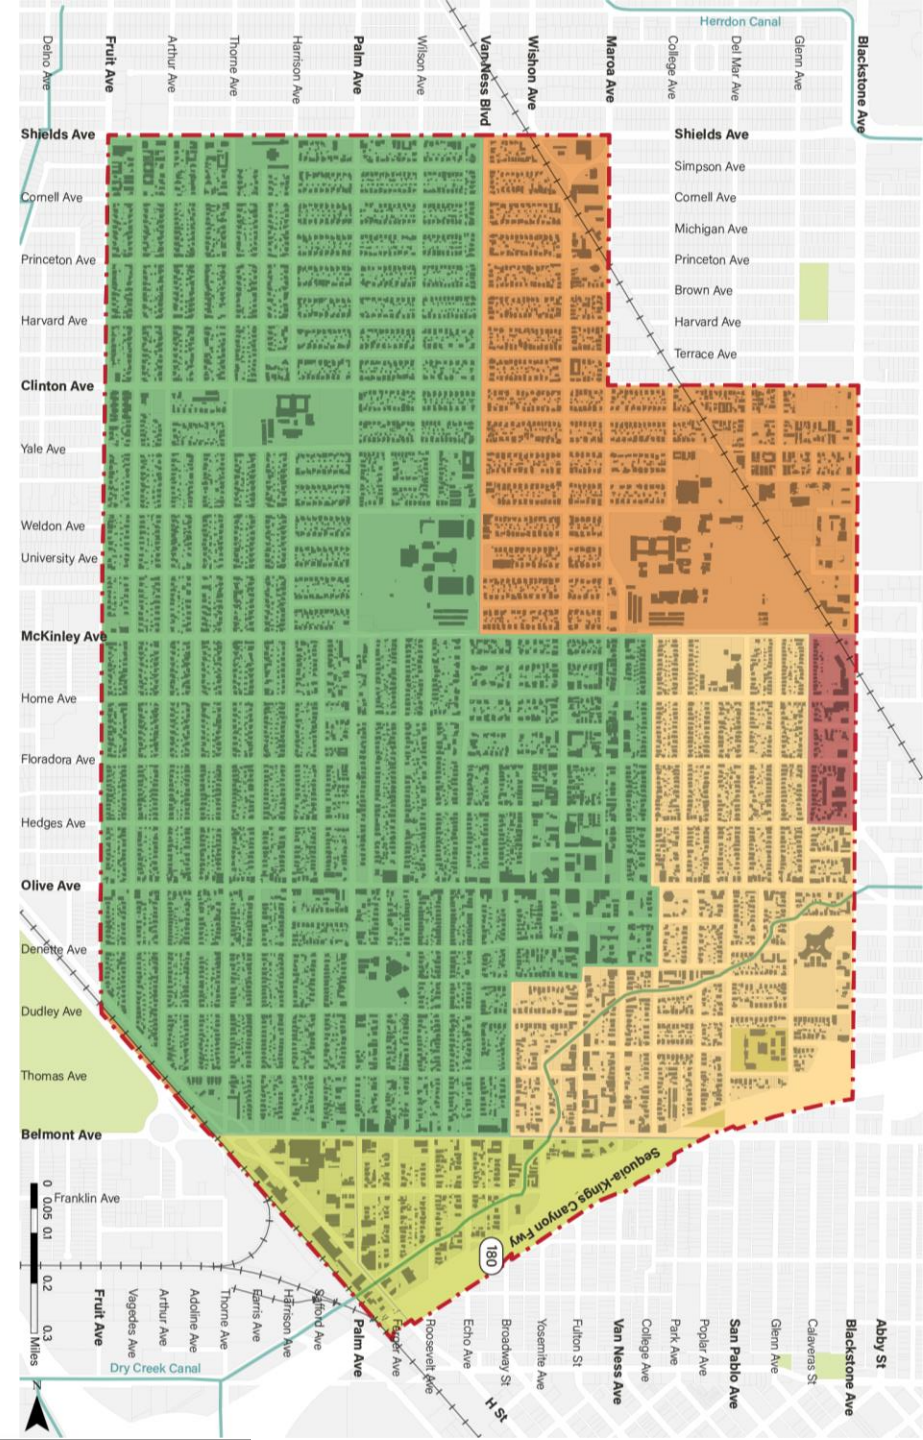 Herrdon Canal
Delno Ave
Fruit Ave
Arthur Ave
Thorne Ave
Harrison Ave
Palm Ave
Wilson Ave
Van Ness Blvd
Wishon Ave
Maroa Ave
College Ave
Del Mar Ave
Glenn Ave
Blackstone Ave
Shields Ave
Cornell Ave
Princeton Ave
Harvard Ave
Clinton Ave
Yale Ave
Weldon Ave
University Ave
McKinley Ave
Home Ave
Floradora Ave
Hedges Ave
Olive Ave
Denette Ave
Dudley Ave
Thomas Ave
Belmont Ave
Franklin Ave
Shields Ave
Simpson Ave
Cornell Ave
Michigan Ave
Princeton Ave
Brown Ave
Harvard Ave
Terrace Ave
Sequoia-Kings Canyon Fwy
180
0 0.05 0.1 0.2 0.3
Miles
N
Fruit Ave
Vagedes Ave
Arthur Ave
Adoline Ave
Thorne Ave
Farris Ave
Harrison Ave
Safford Ave
Palm Ave
Ferger Ave
Roosevelt Ave
Echo Ave
Broadway St
Yosemite Ave
Fulton St
Van Ness Ave
College Ave
Park Ave
Poplar Ave
San Pablo Ave
Glenn Ave
Calaveras St
Blackstone Ave
Abby St
Dry Creek Canal
H St